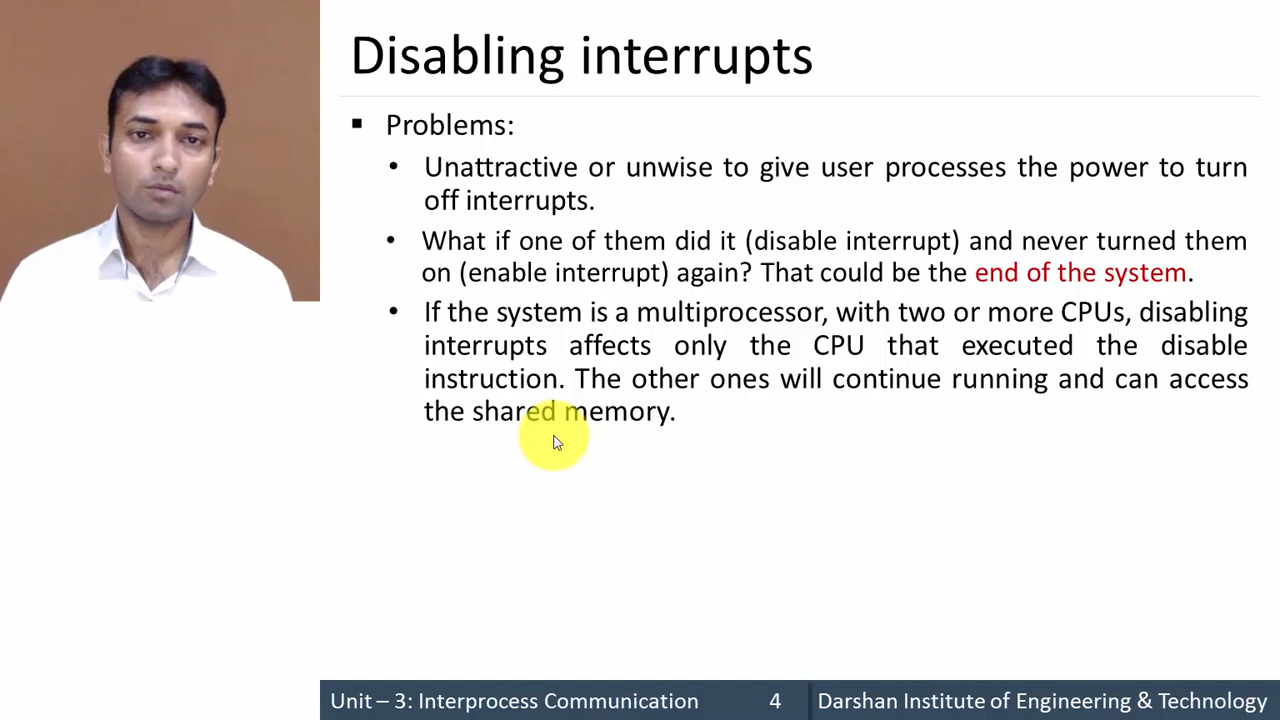 Disabling interrupts
▪ Problems:
• Unattractive or unwise to give user processes the power to turn
off interrupts.
• What if one of them did it (disable interrupt) and never turned them
on (enable interrupt) again? That could be the end of the system.
• If the system is a multiprocessor, with two or more CPUs, disabling
interrupts affects only the CPU that executed the disable
instruction. The other ones will continue running and can access
the shared memory.
Unit – 3: Interprocess Communication 4 Darshan Institute of Engineering & Technology